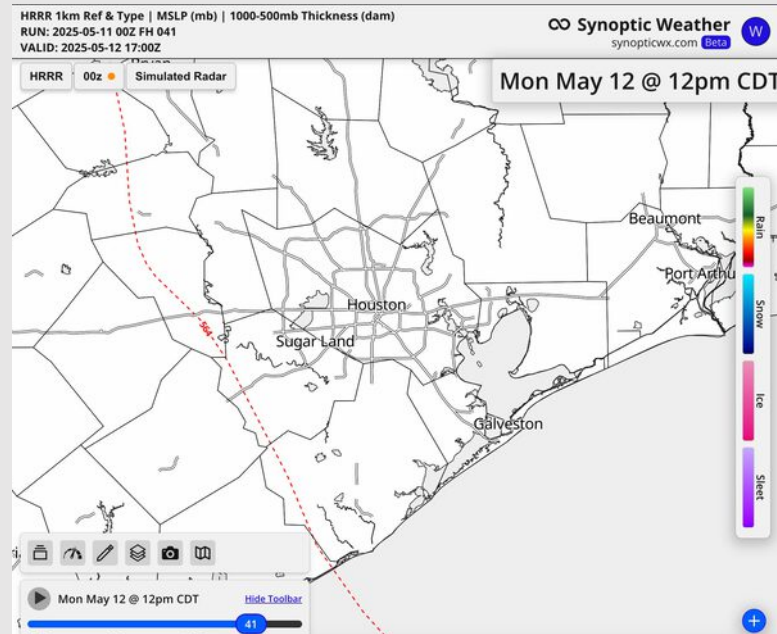 HRRR 1km Ref & Type | MSLP (mb) | 1000-500mb Thickness (dam)
RUN: 2025-05-11 00Z FH 041
VALID: 2025-05-12 17:00Z
Synoptic Weather
synopticwx.com Beta
W
HRRR
00z
Simulated Radar
Mon May 12 @ 12pm CDT
Bryan
Rain
Snow
Ice
Sleet
Beaumont
Port Arthu
Houston
564
Sugar Land
Galveston
Mon May 12 @ 12pm CDT
Hide Toolbar
41
+